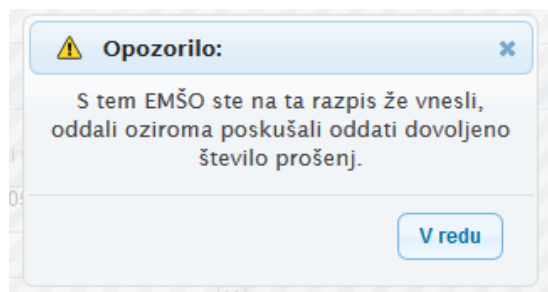 Opozorilo:
S tem EMŠO ste na ta razpis že vnesli,
oddali oziroma poskušali oddati dovoljeno
število prošenj.
V redu